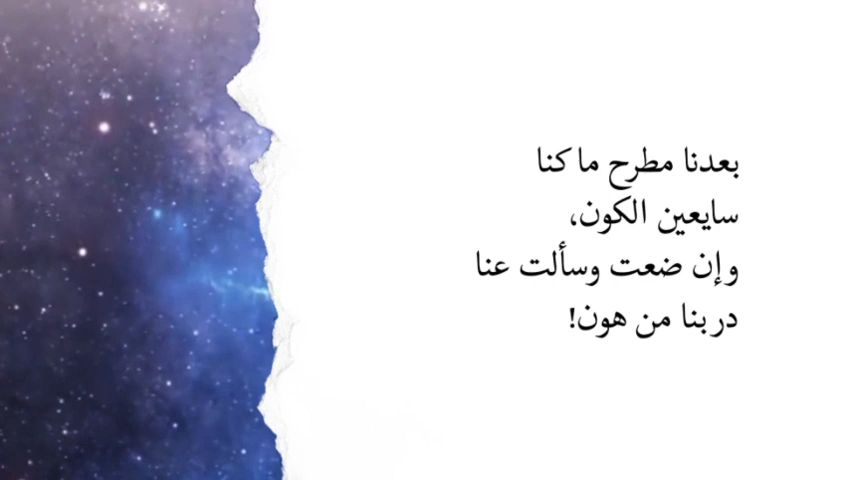 بعدنا مطرح ما كنا
سايعين الكون،
وإن ضعت وسألت عنا
دربنا من هون!